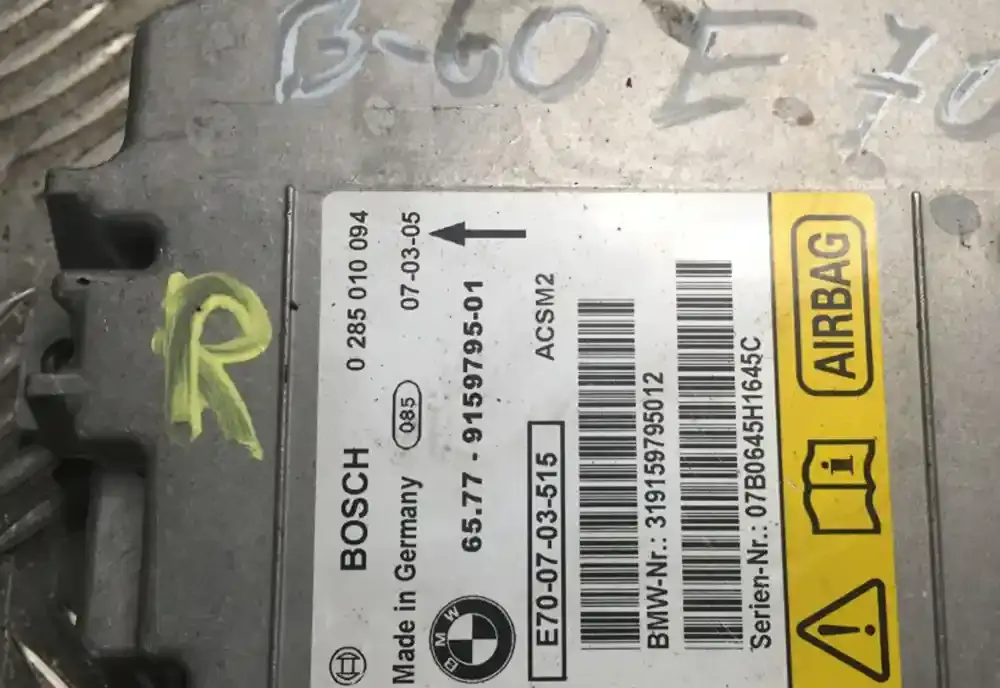 B-60 E 70
R
BOSCH 0 285 010 094
Made in Germany 085 07-03-05
BMW 65.77 - 9159795-01
E70-07-03-515 ACSM2
BMW-Nr.: 319159795012
Serien-Nr.: 07B0645H1645C
AIRBAG